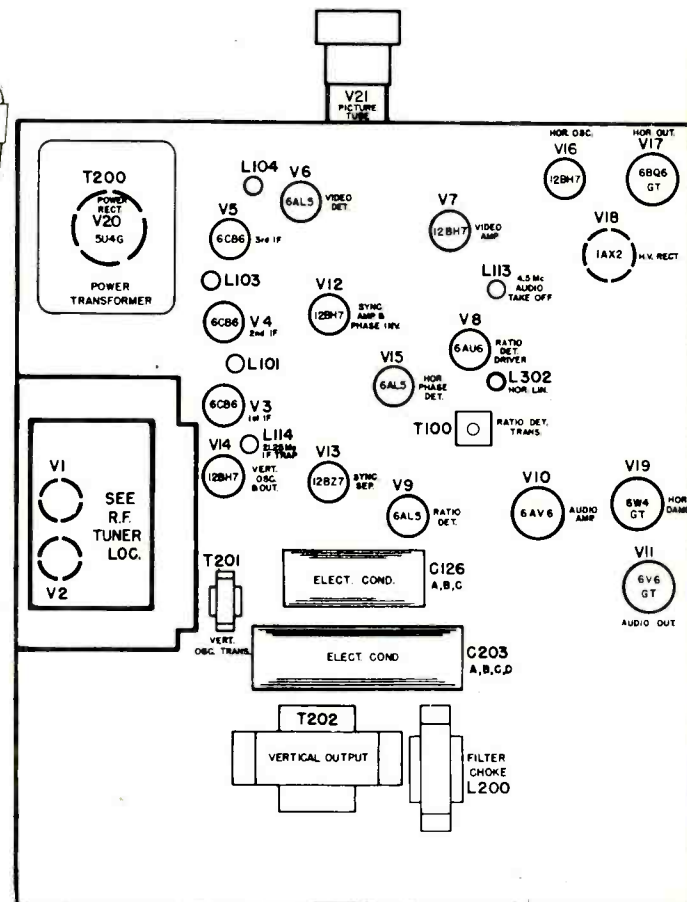 V21
PICTURE
TUBE
T200
POWER
RECT.
V20
5U4G
POWER
TRANSFORMER
L104
V6
6AL5
VIDEO
DET.
V5
6CB6
3rd IF
L103
6CB6
V4
2nd IF
L101
6CB6
V3
1st IF
L114
21.25 Mc
IF TRAP
V14
12BH7
VERT.
OSC.
& OUT.
V12
12BH7
SYNC
AMP &
PHASE INV.
V7
12BH7
VIDEO
AMP
HOR. OSC.
V16
12BH7
HOR. OUT.
V17
6BQ6
GT
V18
1AX2
H.V. RECT
L113
4.5 Mc
AUDIO
TAKE OFF
V8
6AU6
RATIO
DET.
DRIVER
V15
6AL5
HOR
PHASE
DET.
L302
HOR. LIN.
T100
RATIO DET.
TRANS.
V13
12BZ7
SYNC
SEP.
V9
6AL5
RATIO
DET.
V10
6AV6
AUDIO
AMP
V19
6W4
GT
HOR
DAM
V11
6V6
GT
AUDIO OUT.
V1
V2
SEE
R.F.
TUNER
LOC.
T201
VERT.
OSC. TRANS.
ELECT. COND.
C126
A,B,C
ELECT COND
C203
A,B,C,D
T202
VERTICAL OUTPUT
FILTER
CHOKE
L200